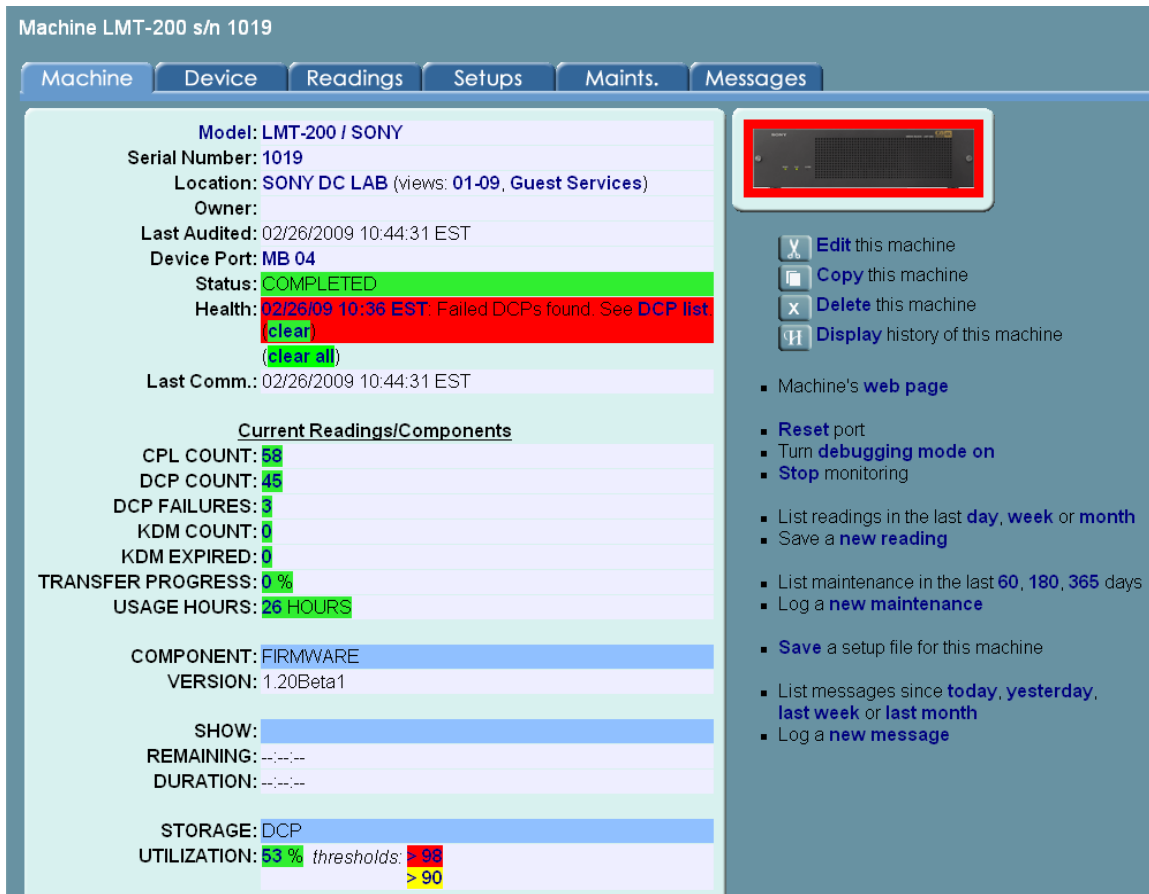 Machine LMT-200 s/n 1019
Machine Device Readings Setups Maints. Messages
Model: LMT-200 / SONY
Serial Number: 1019
Location: SONY DC LAB (views: 01-09, Guest Services)
Owner:
Last Audited: 02/26/2009 10:44:31 EST
Device Port: MB 04
Status: COMPLETED
Health: 02/26/09 10:36 EST. Failed DCPs found. See DCP list.
(clear)
(clear all)
Last Comm.: 02/26/2009 10:44:31 EST
Current Readings/Components
CPL COUNT: 58
DCP COUNT: 45
DCP FAILURES: 3
KDM COUNT: 0
KDM EXPIRED: 0
TRANSFER PROGRESS: 0 %
USAGE HOURS: 26 HOURS
COMPONENT: FIRMWARE
VERSION: 1.20Beta1
SHOW:
REMAINING: --:--:--
DURATION: --:--:--
STORAGE: DCP
UTILIZATION: 53 % thresholds: > 98
> 90
SONY
Edit this machine
Copy this machine
Delete this machine
Display history of this machine
Machine's web page
Reset port
Turn debugging mode on
Stop monitoring
List readings in the last day, week or month
Save a new reading
List maintenance in the last 60, 180, 365 days
Log a new maintenance
Save a setup file for this machine
List messages since today, yesterday,
last week or last month
Log a new message